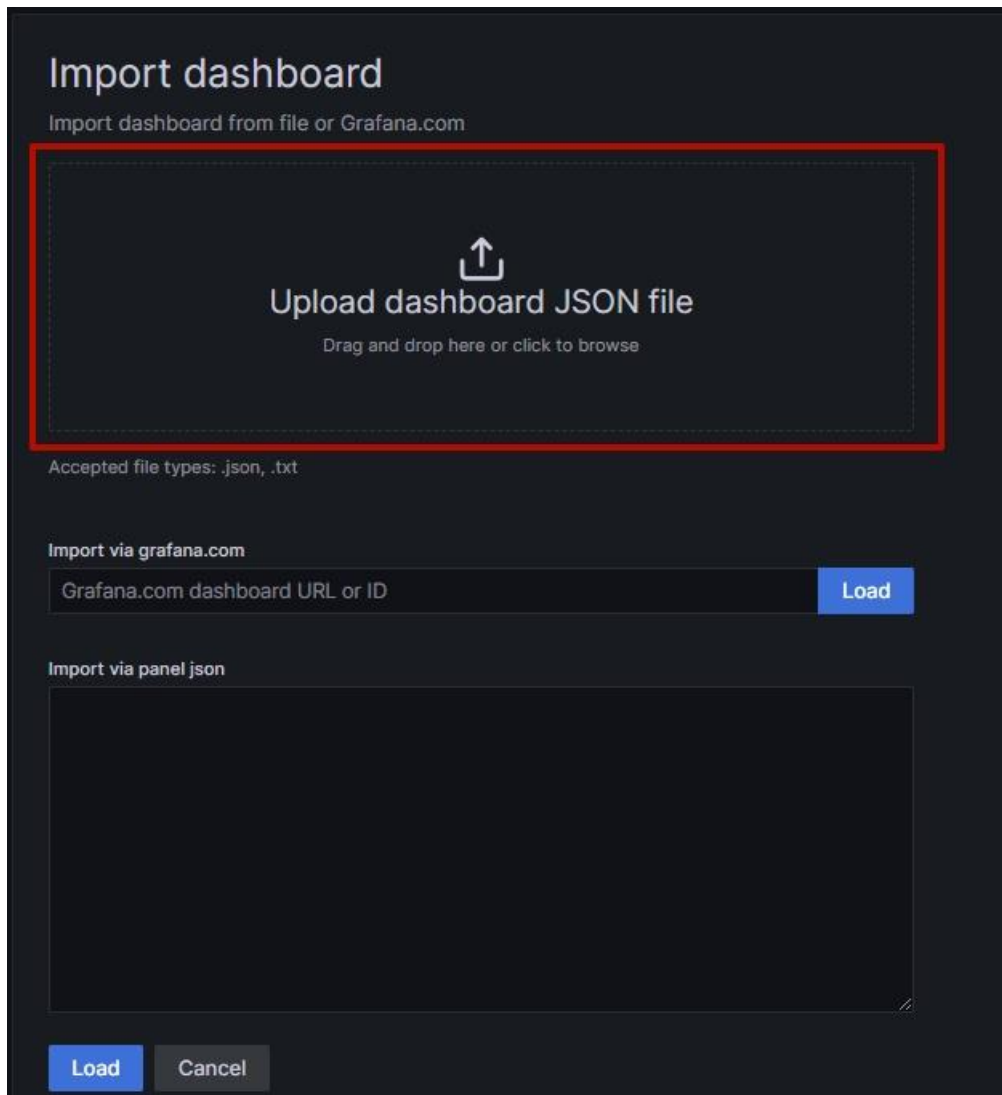 Import dashboard
Import dashboard from file or Grafana.com
Upload dashboard JSON file
Drag and drop here or click to browse
Accepted file types: .json, .txt
Import via grafana.com
Grafana.com dashboard URL or ID
Load
Import via panel json
Load
Cancel